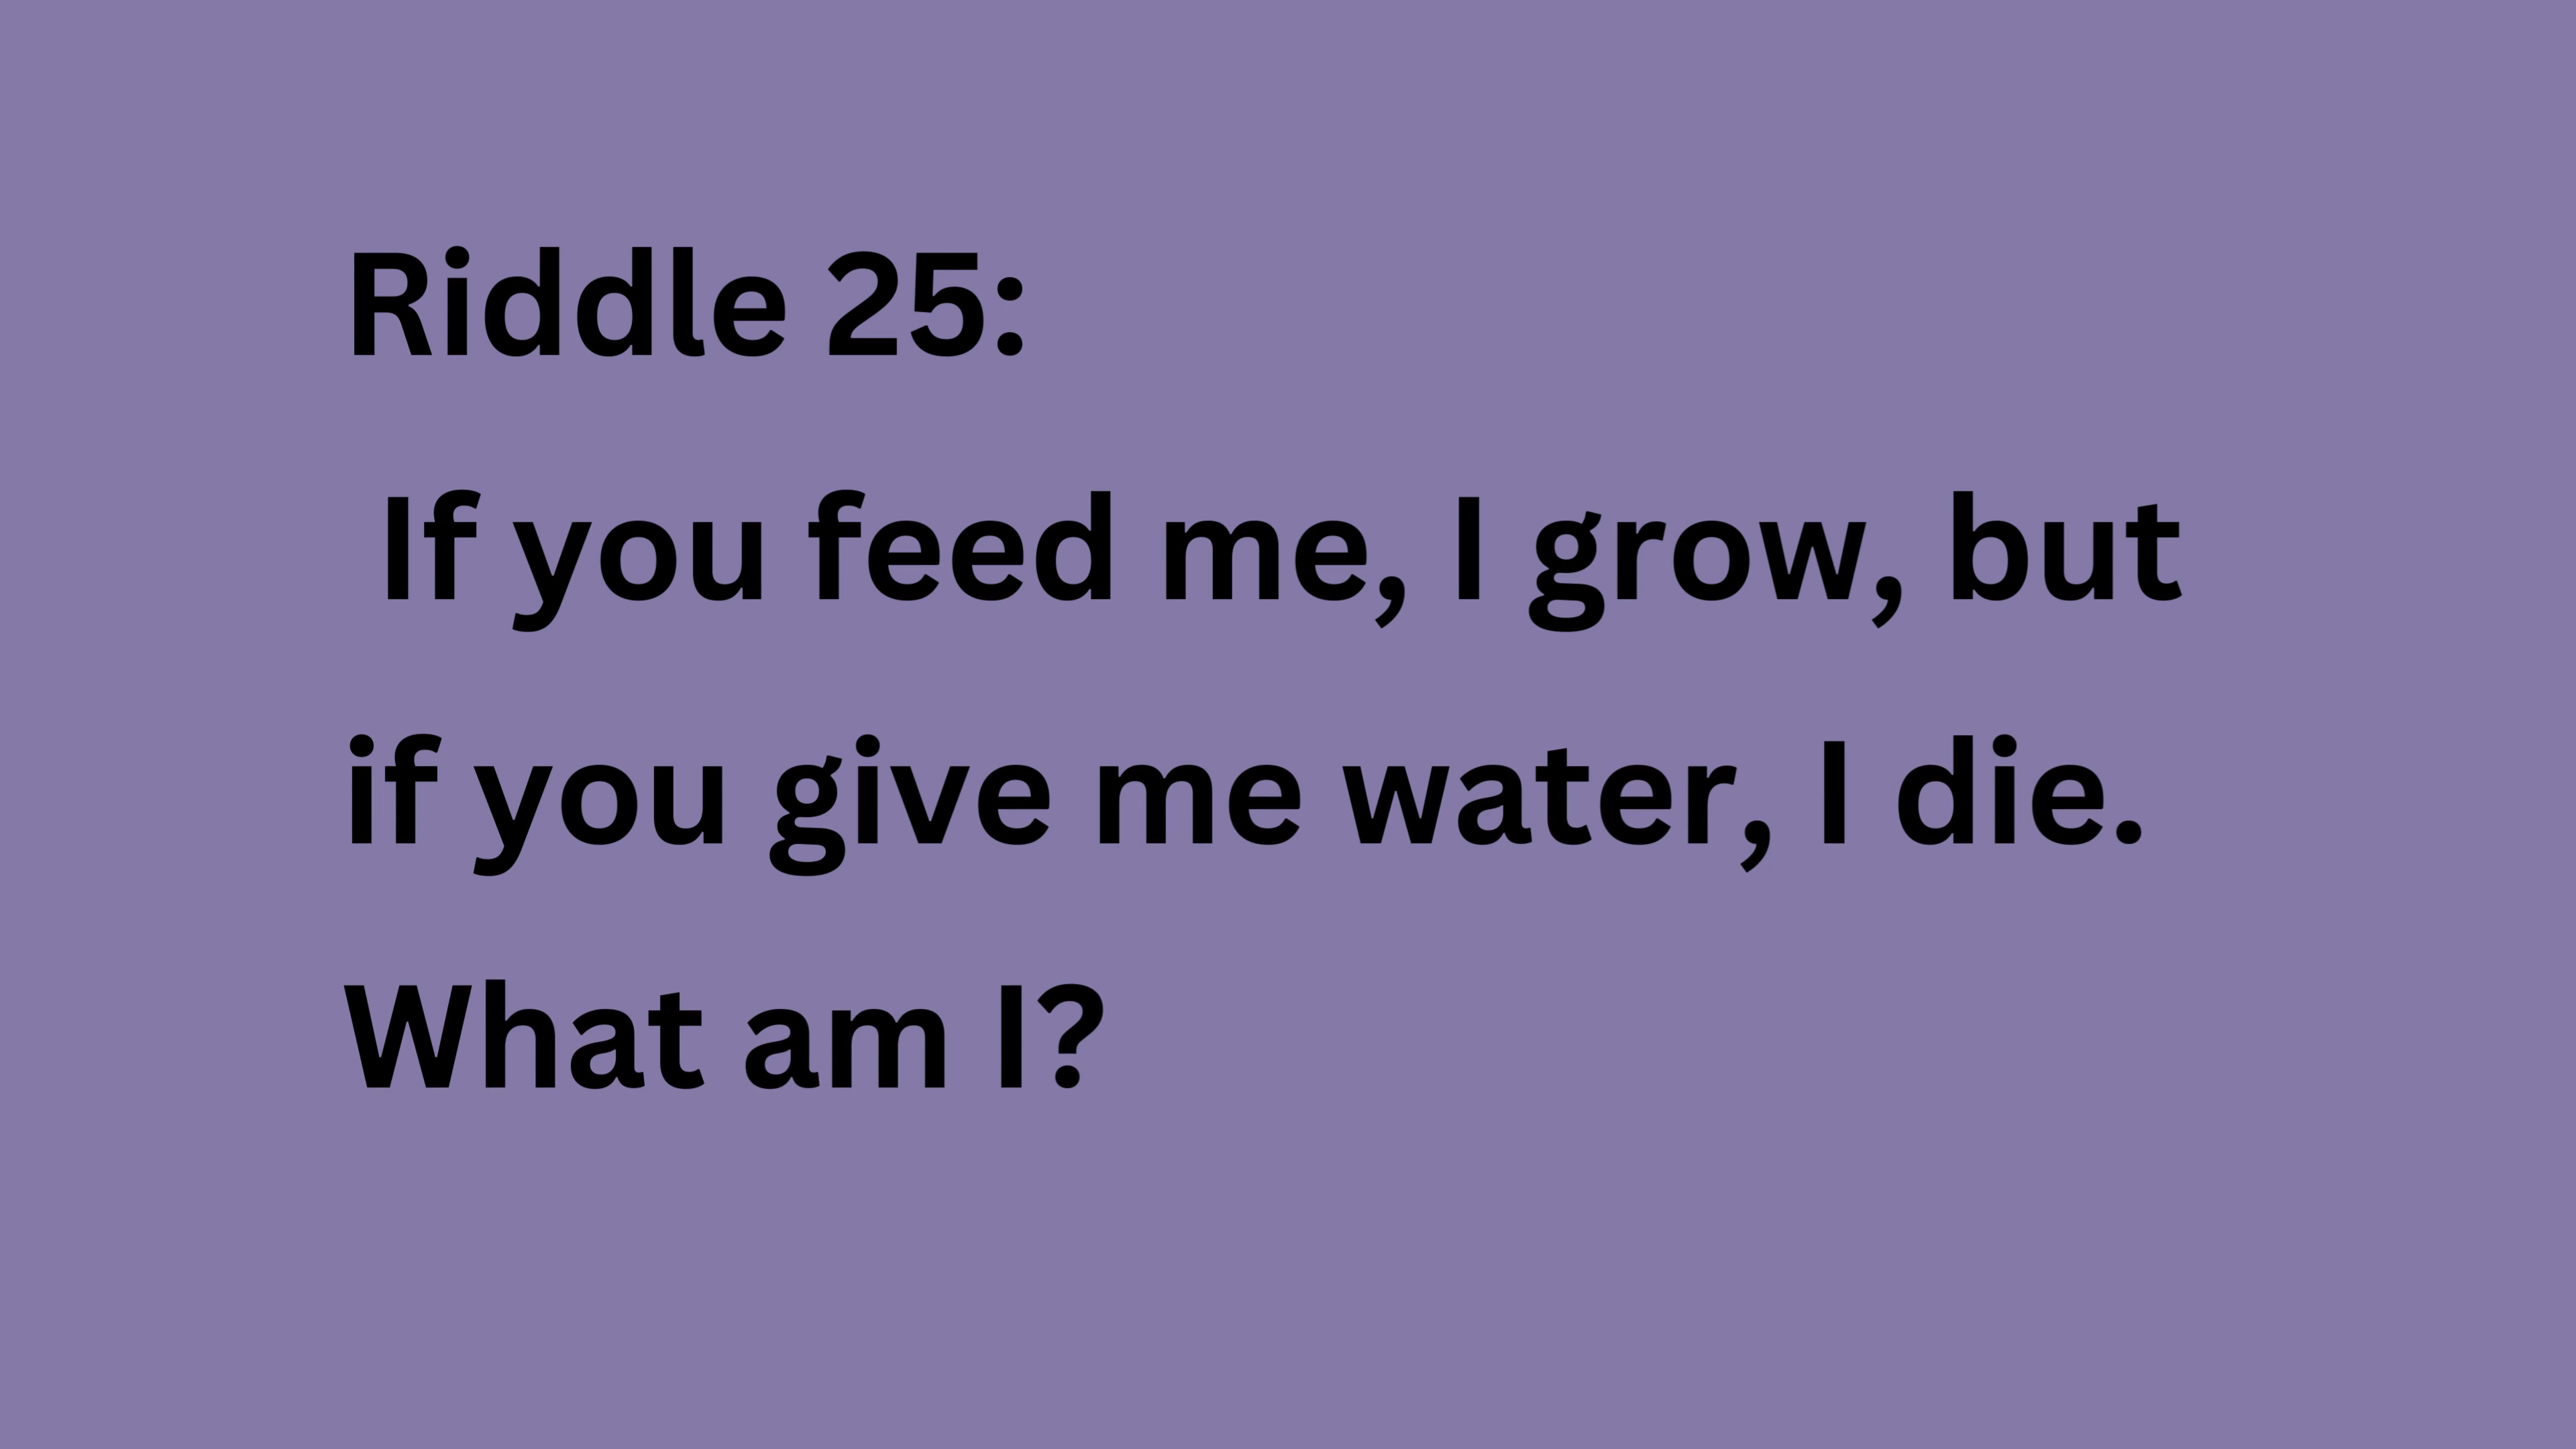 Riddle 25:
If you feed me, I grow, but
if you give me water, I die.
What am I?